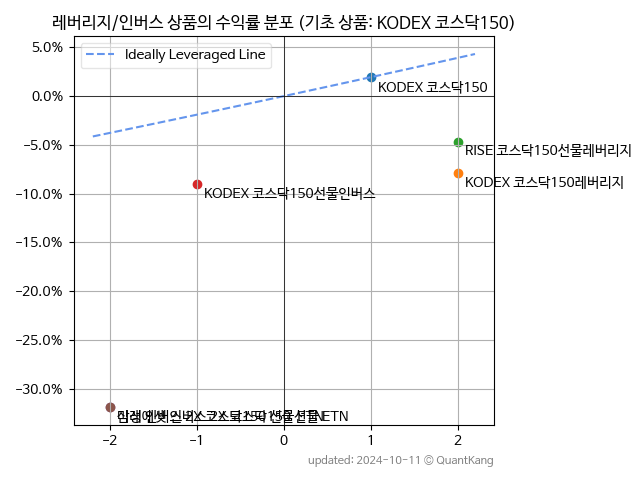 레버리지/인버스 상품의 수익률 분포 (기초 상품: KODEX 코스닥150)
5.0%
Ideally Leveraged Line
KODEX 코스닥150
0.0%
−5.0%
RISE 코스닥150선물레버리지
KODEX 코스닥150레버리지
−10.0%
KODEX 코스닥150선물인버스
−15.0%
−20.0%
−25.0%
−30.0%
−2
−1
0
1
2
updated: 2024-10-11 © QuantKang